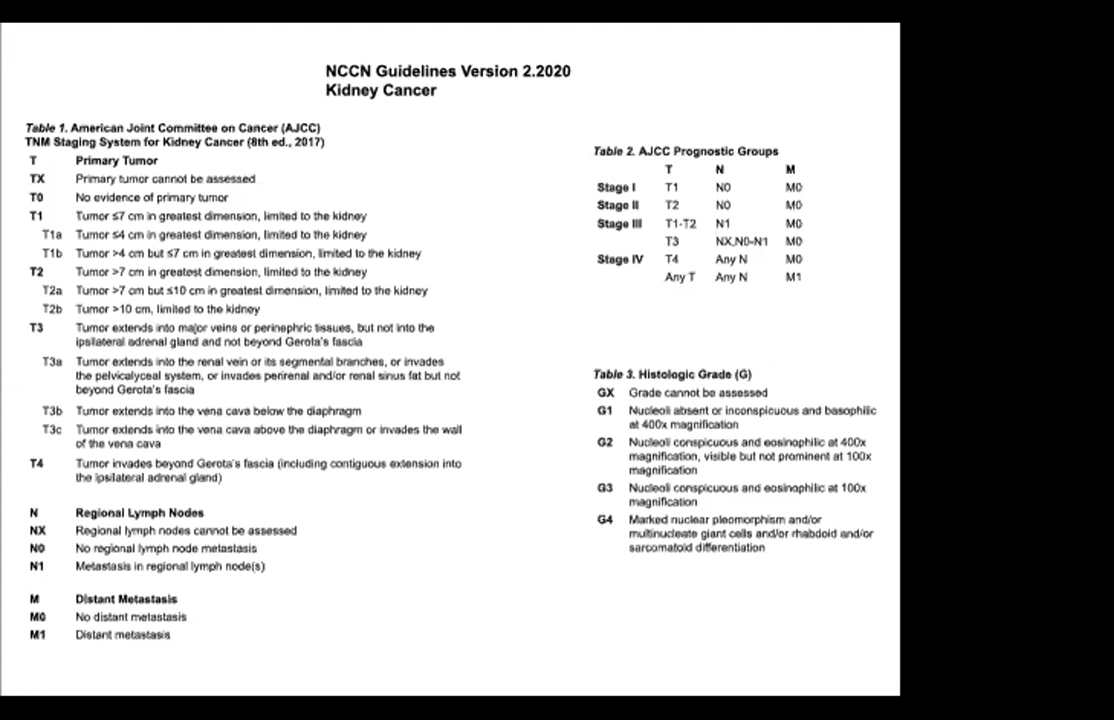 NCCN Guidelines Version 2.2020
Kidney Cancer
Table 1. American Joint Committee on Cancer (AJCC)
TNM Staging System for Kidney Cancer (8th ed., 2017)
T Primary Tumor
TX Primary tumor cannot be assessed
T0 No evidence of primary tumor
T1 Tumor ≤7 cm in greatest dimension, limited to the kidney
T1a Tumor ≤4 cm in greatest dimension, limited to the kidney
T1b Tumor >4 cm but ≤7 cm in greatest dimension, limited to the kidney
T2 Tumor >7 cm in greatest dimension, limited to the kidney
T2a Tumor >7 cm but ≤10 cm in greatest dimension, limited to the kidney
T2b Tumor >10 cm, limited to the kidney
T3 Tumor extends into major veins or perinephric tissues, but not into the
ipsilateral adrenal gland and not beyond Gerota's fascia
T3a Tumor extends into the renal vein or its segmental branches, or invades
the pelvicalyceal system, or invades perirenal and/or renal sinus fat but not
beyond Gerota's fascia
T3b Tumor extends into the vena cava below the diaphragm
T3c Tumor extends into the vena cava above the diaphragm or invades the wall
of the vena cava
T4 Tumor invades beyond Gerota's fascia (including contiguous extension into
the ipsilateral adrenal gland)
N Regional Lymph Nodes
NX Regional lymph nodes cannot be assessed
N0 No regional lymph node metastasis
N1 Metastasis in regional lymph node(s)
M Distant Metastasis
M0 No distant metastasis
M1 Distant metastasis
Table 2. AJCC Prognostic Groups
T N M
Stage I T1 N0 M0
Stage II T2 N0 M0
Stage III T1-T2 N1 M0
T3 NX,N0-N1 M0
Stage IV T4 Any N M0
Any T Any N M1
Table 3. Histologic Grade (G)
GX Grade cannot be assessed
G1 Nucleoli absent or inconspicuous and basophilic
at 400x magnification
G2 Nucleoli conspicuous and eosinophilic at 400x
magnification, visible but not prominent at 100x
magnification
G3 Nucleoli conspicuous and eosinophilic at 100x
magnification
G4 Marked nuclear pleomorphism and/or
multinucleate giant cells and/or rhabdoid and/or
sarcomatoid differentiation